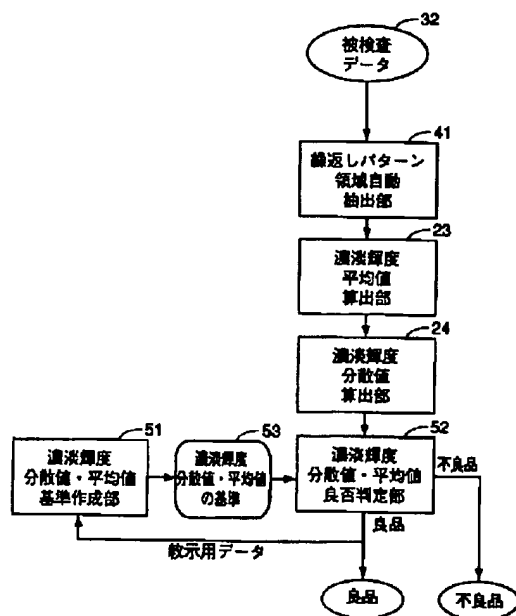 32
被検査
データ
41
繰返しパターン
領域自動
抽出部
23
濃淡輝度
平均値
算出部
24
濃淡輝度
分散値
算出部
51
濃淡輝度
分散値・平均値
基準作成部
53
濃淡輝度
分散値・平均値
の基準
52
濃淡輝度
分散値・平均値
良否判定部
不良品
良品
教示用データ
良品
不良品